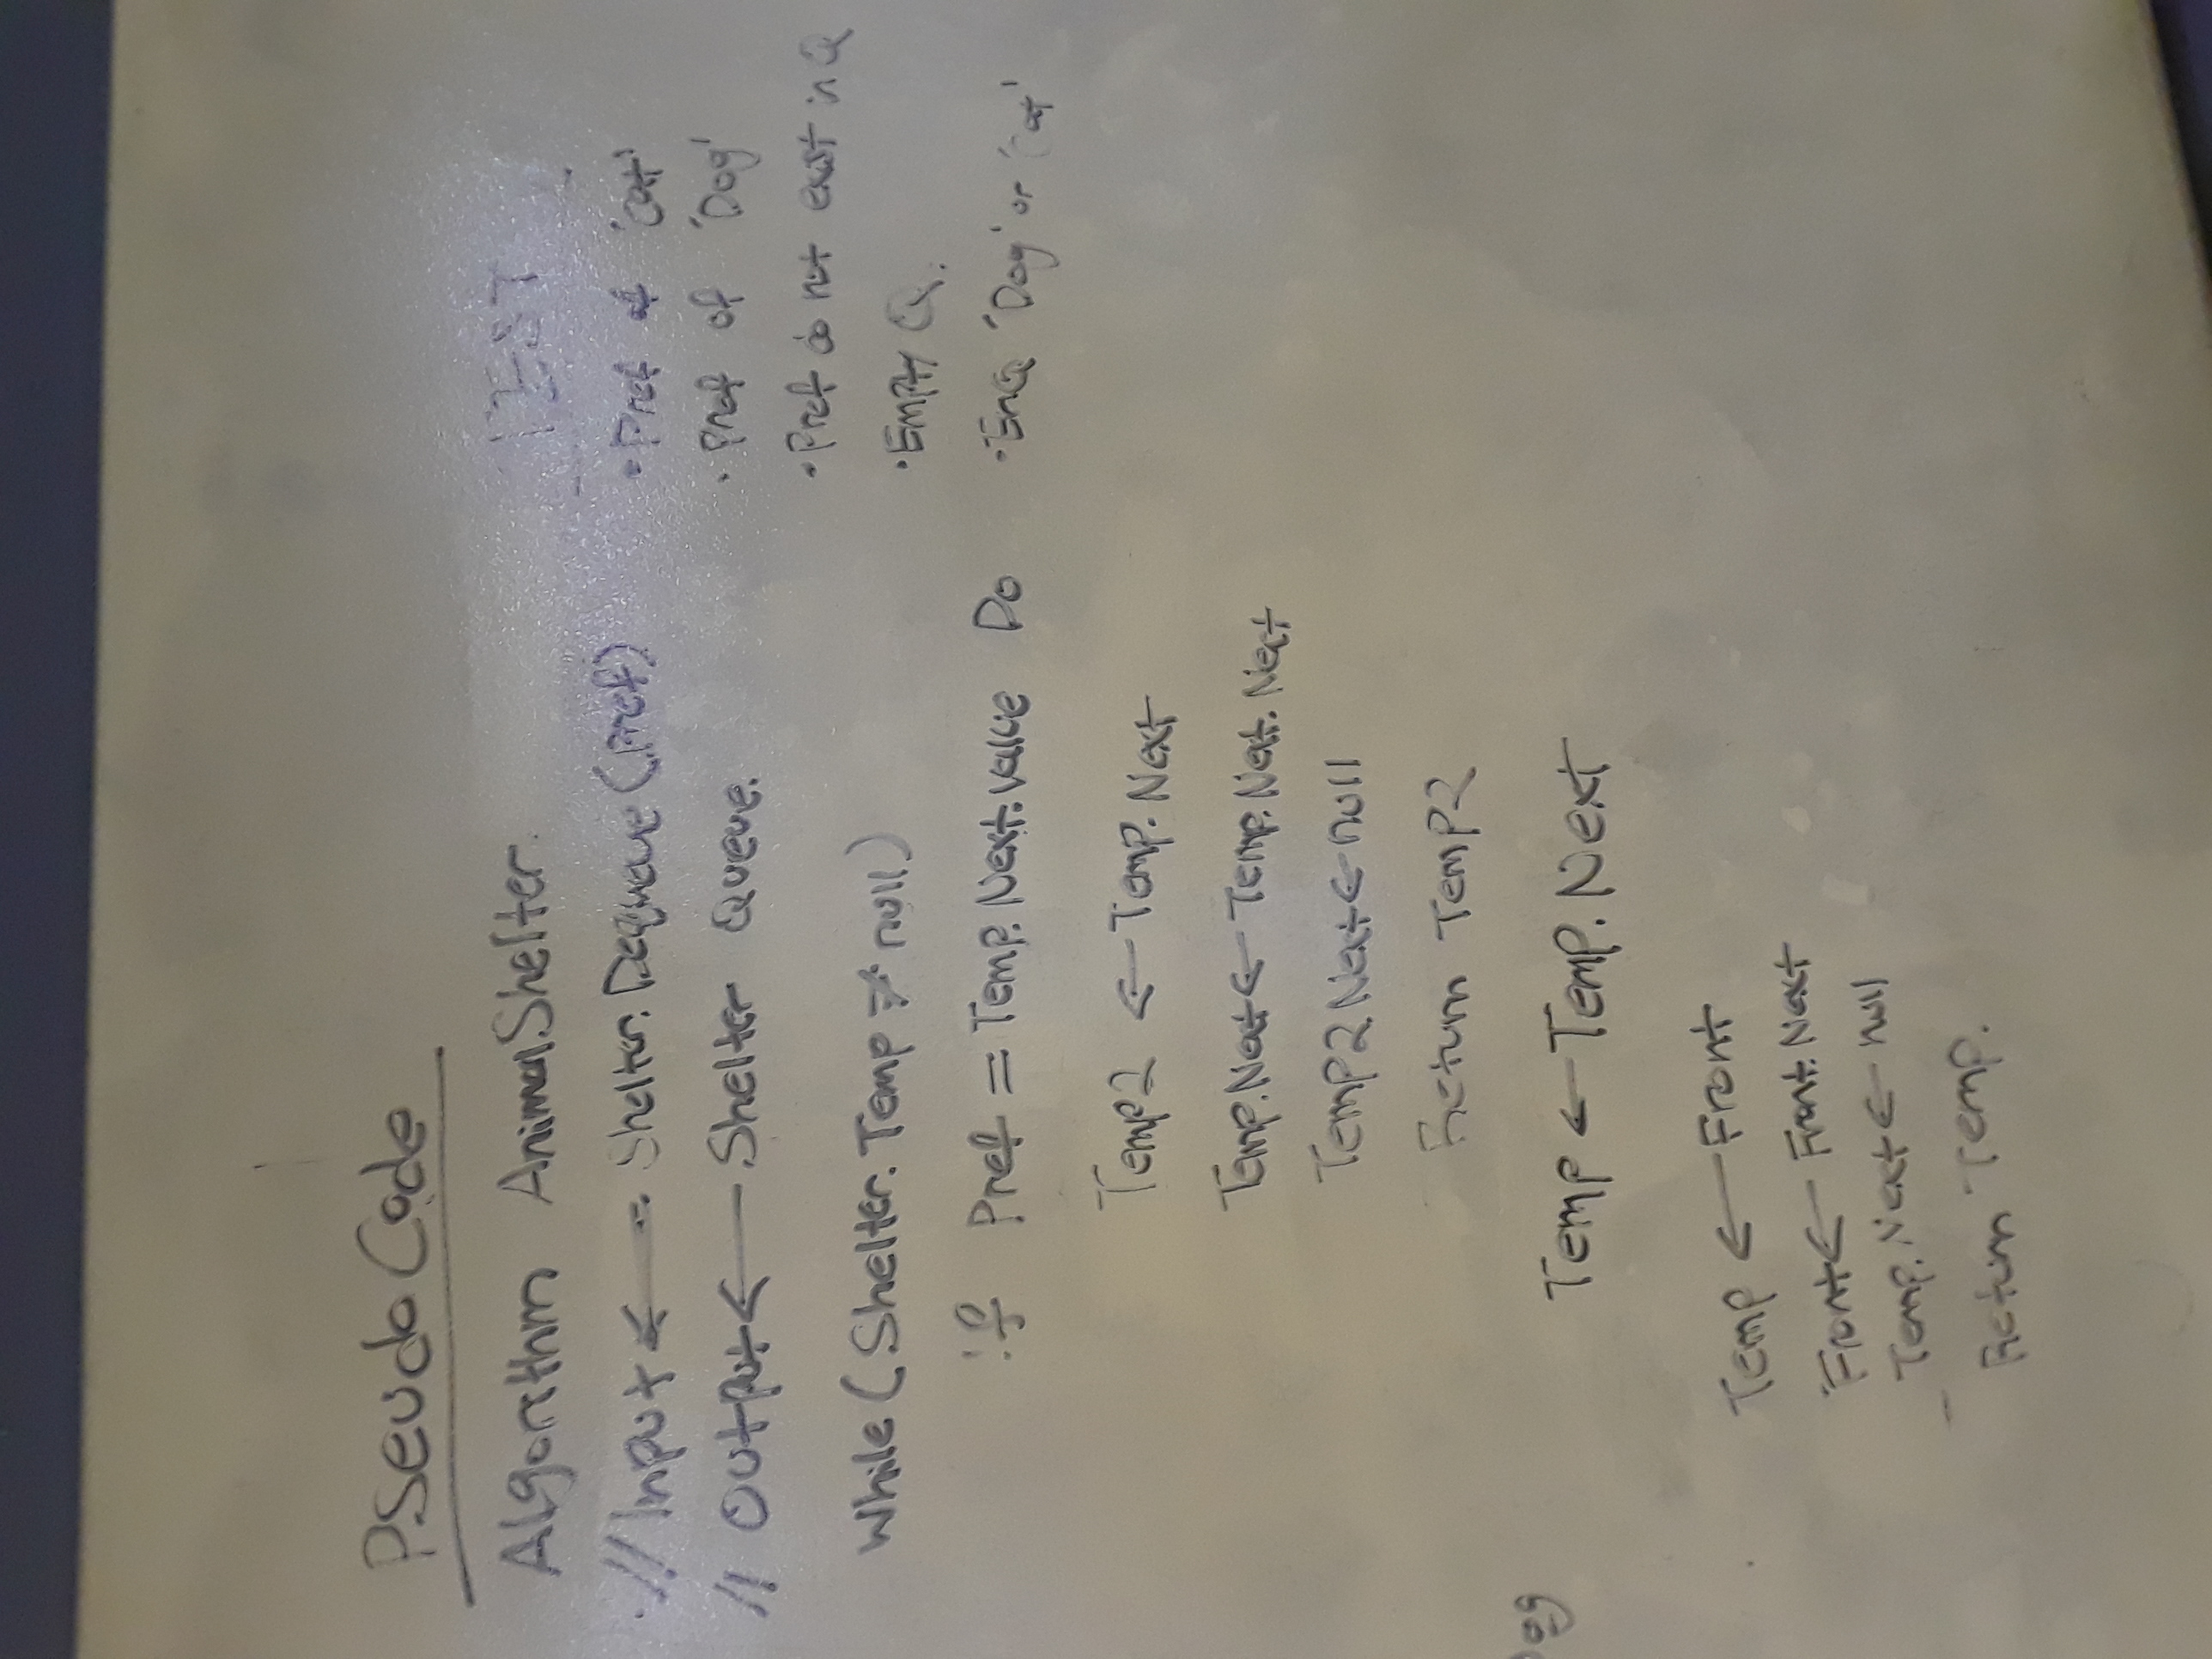 PseudoCode
Algorithm AnimalShelter.
// Input ← Shelter.Dequeue(Pref)
// Output ← Shelter Queue.
While (Shelter.Temp ≠ null)
if Pref = Temp.Next.value Do
Temp2 ← Temp.Next
Temp.Next ← Temp.Next.Next
Temp2.Next ← null
Return Temp2
Temp ← Temp.Next
Temp ← Front
Front ← Front.Next
Temp.Next ← null
Return Temp.
TEST
• Pref of 'Cat'
• Pref of 'Dog'
• Pref do not exist in Q
• Empty Q.
• EnQ 'Dog' or 'Cat'